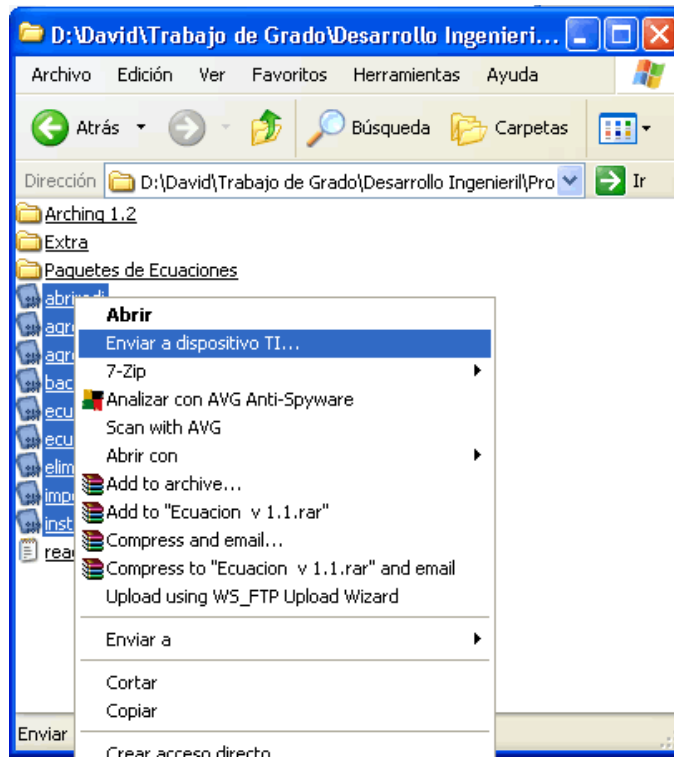 D:\David\Trabajo de Grado\Desarrollo Ingenieri...
Archivo Edición Ver Favoritos Herramientas Ayuda
Atrás Búsqueda Carpetas
Dirección D:\David\Trabajo de Grado\Desarrollo Ingenieril\Pro Ir
Arching 1.2
Extra
Paquetes de Ecuaciones
Abrir
Enviar a dispositivo TI...
7-Zip
Analizar con AVG Anti-Spyware
Scan with AVG
Abrir con
Add to archive...
Add to "Ecuacion v 1.1.rar"
Compress and email...
Compress to "Ecuacion v 1.1.rar" and email
Upload using WS_FTP Upload Wizard
Enviar a
Cortar
Copiar
Enviar
Crear acceso directo